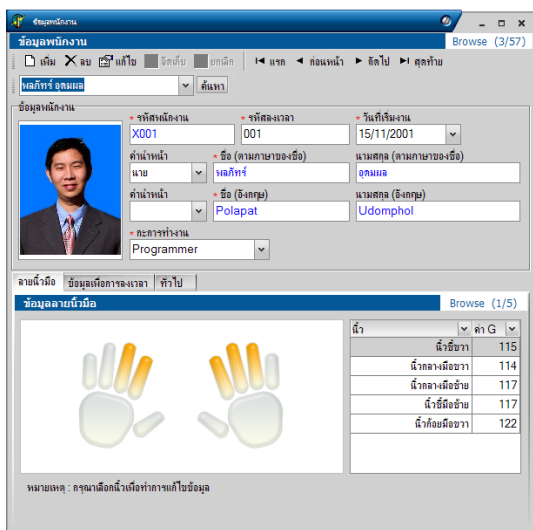 ข้อมูลพนักงาน
ข้อมูลพนักงาน Browse (3/57)
เพิ่ม ลบ แก้ไข จัดเก็บ ยกเลิก แรก ก่อนหน้า ถัดไป สุดท้าย
พลภัทร์ อุดมผล ค้นหา
ข้อมูลพนักงาน
* รหัสพนักงาน * รหัสลงเวลา * วันที่เริ่มงาน
X001 001 15/11/2001
คำนำหน้า * ชื่อ (ตามภาษาของชื่อ) นามสกุล (ตามภาษาของชื่อ)
นาย พลภัทร์ อุดมผล
คำนำหน้า * ชื่อ (อังกฤษ) นามสกุล (อังกฤษ)
Polapat Udomphol
* กะการทำงาน
Programmer
ลายนิ้วมือ ข้อมูลเพื่อการลงเวลา ทั่วไป
ข้อมูลลายนิ้วมือ Browse (1/5)
นิ้ว ค่า G
นิ้วชี้ขวา 115
นิ้วกลางมือขวา 114
นิ้วกลางมือซ้าย 117
นิ้วชี้มือซ้าย 117
นิ้วก้อยมือขวา 122
หมายเหตุ : กรุณาเลือกนิ้วเพื่อทำการแก้ไขข้อมูล